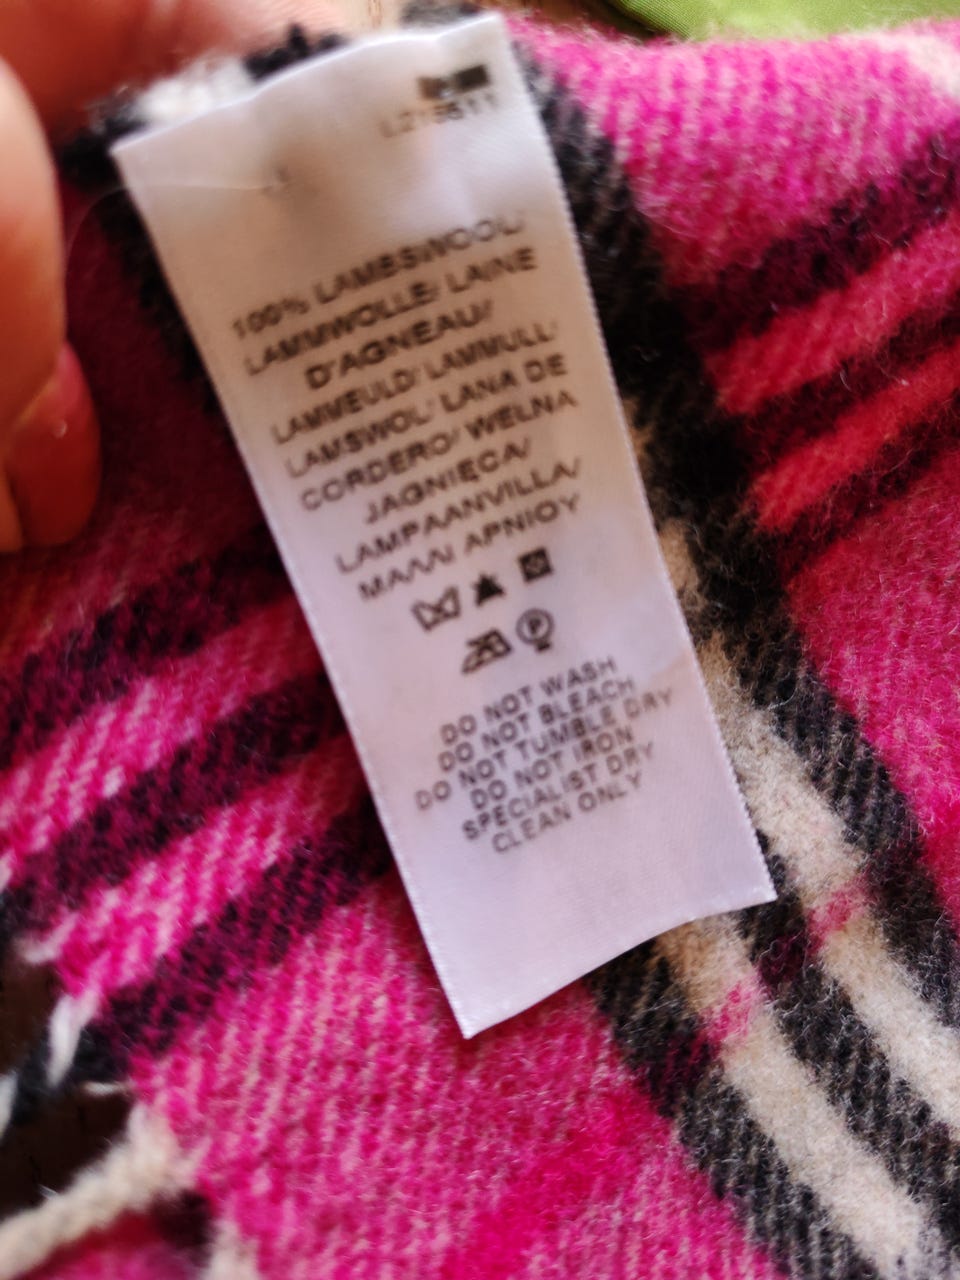 100% LAMBSWOOL/
LAMMWOLLE/ LAINE
D'AGNEAU/
LAMMEULD/ LAMMULL/
LAMSWOL/ LANA DE
CORDERO/ WEŁNA
JAGNIĘCA/
LAMPAANVILLA/
ΜΑΛΛΙ ΑΡΝΙΟΥ
P
DO NOT WASH
DO NOT BLEACH
DO NOT TUMBLE DRY
DO NOT IRON
SPECIALIST DRY
CLEAN ONLY